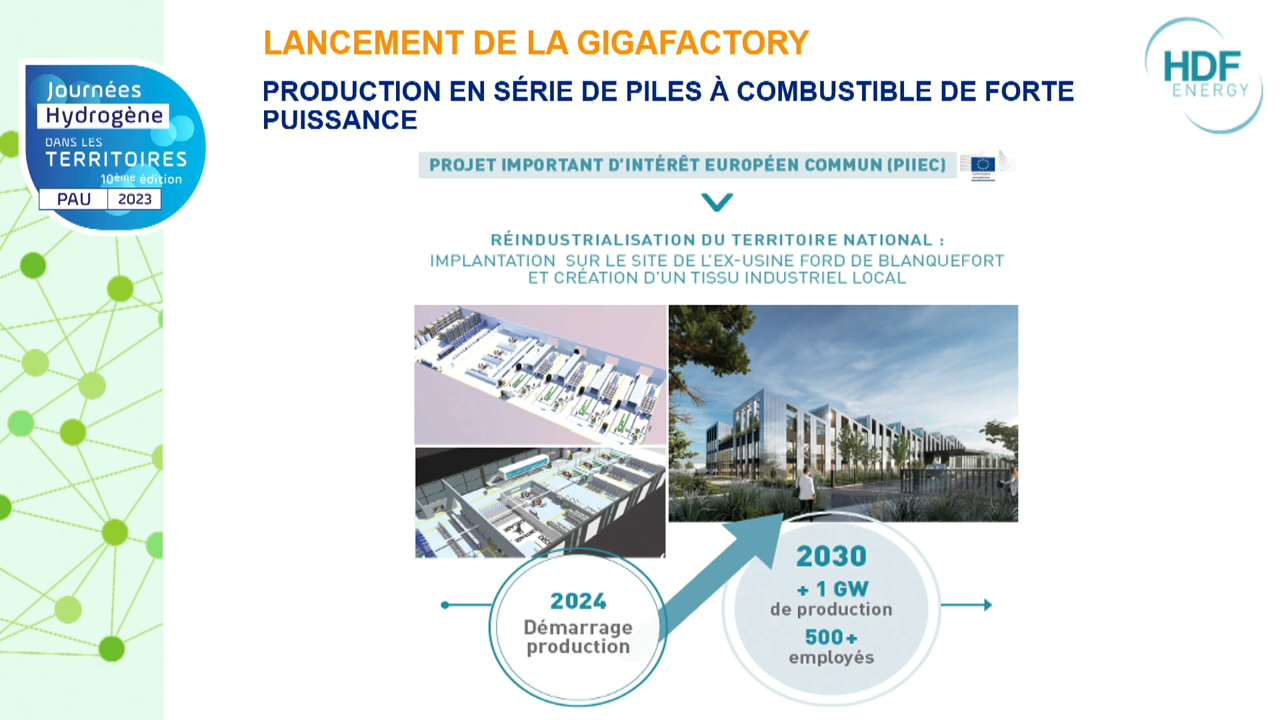 LANCEMENT DE LA GIGAFACTORY
HDF
ENERGY
Journées
Hydrogène
DANS LES
TERRITOIRES
10ème édition
PAU 2023
PRODUCTION EN SÉRIE DE PILES À COMBUSTIBLE DE FORTE
PUISSANCE
PROJET IMPORTANT D'INTÉRÊT EUROPÉEN COMMUN (PIIEC)
RÉINDUSTRIALISATION DU TERRITOIRE NATIONAL :
IMPLANTATION SUR LE SITE DE L'EX-USINE FORD DE BLANQUEFORT
ET CRÉATION D'UN TISSU INDUSTRIEL LOCAL
2024
Démarrage
production
2030
+ 1 GW
de production
500+
employés